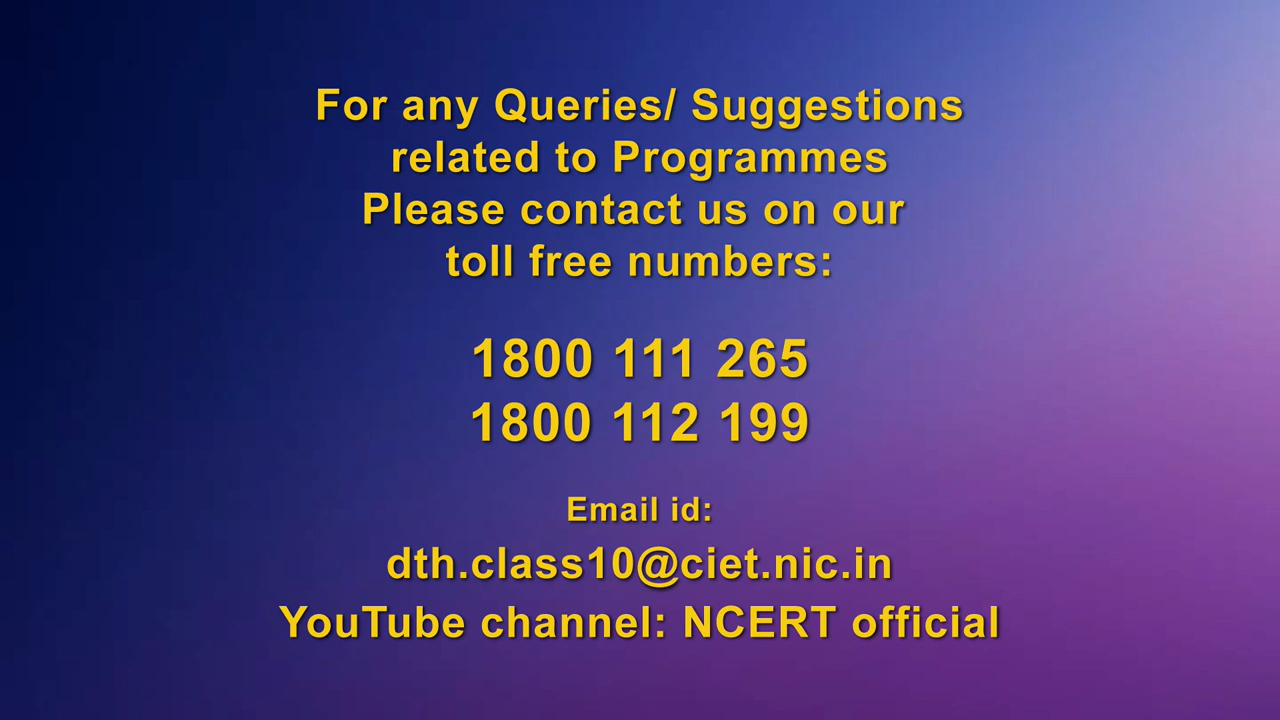 For any Queries/ Suggestions
related to Programmes
Please contact us on our
toll free numbers:
1800 111 265
1800 112 199
Email id:
dth.class10@ciet.nic.in
YouTube channel: NCERT official